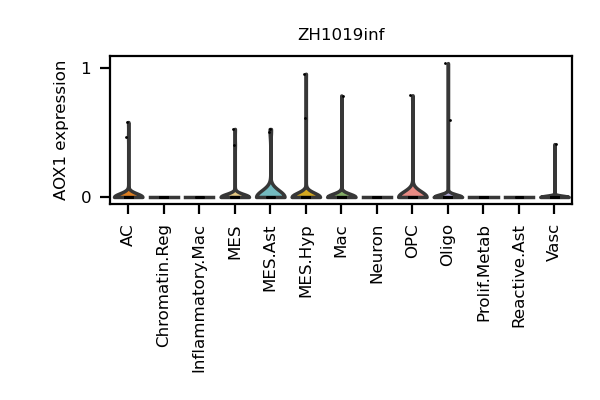 ZH1019inf
AOX1 expression
1
0
AC
Chromatin.Reg
Inflammatory.Mac
MES
MES.Ast
MES.Hyp
Mac
Neuron
OPC
Oligo
Prolif.Metab
Reactive.Ast
Vasc